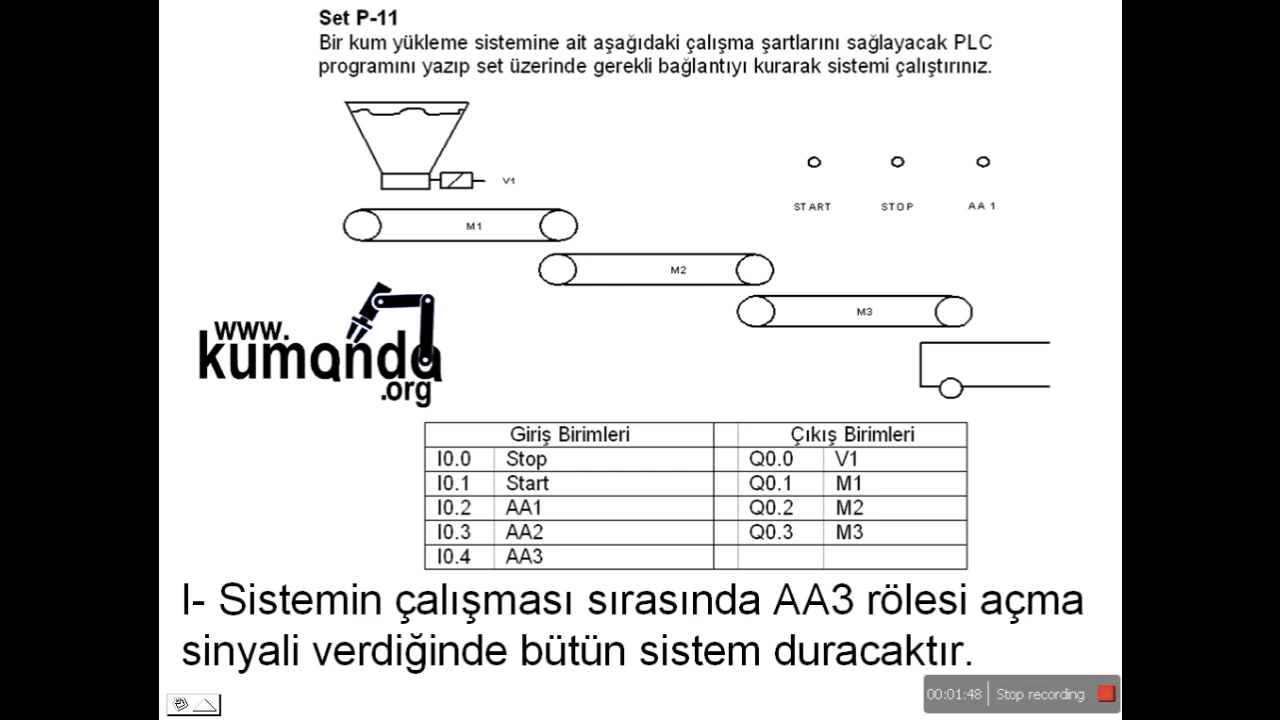 Set P-11
Bir kum yükleme sistemine ait aşağıdaki çalışma şartlarını sağlayacak PLC
programını yazıp set üzerinde gerekli bağlantıyı kurarak sistemi çalıştırınız.
V1
START STOP AA 1
M1
M2
M3
www.
kumanda
.org
Giriş Birimleri Çıkış Birimleri
I0.0 Stop Q0.0 V1
I0.1 Start Q0.1 M1
I0.2 AA1 Q0.2 M2
I0.3 AA2 Q0.3 M3
I0.4 AA3
I- Sistemin çalışması sırasında AA3 rölesi açma
sinyali verdiğinde bütün sistem duracaktır.
00:01:48 Stop recording